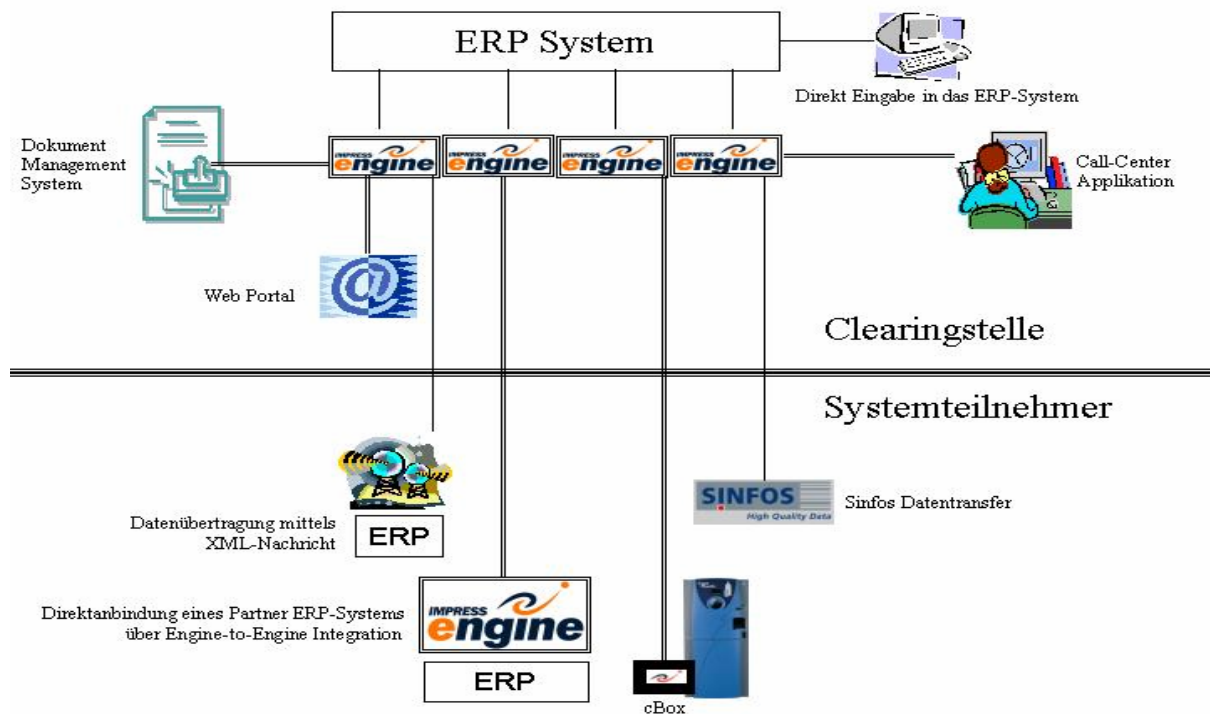 ERP System
Direkt Eingabe in das ERP-System
Dokument
Management
System
IMPRESS
engine
IMPRESS
engine
IMPRESS
engine
IMPRESS
engine
Call-Center
Applikation
Web Portal
Clearingstelle
Systemteilnehmer
Datenübertragung mittels
XML-Nachricht
ERP
SINFOS
High Quality Data
Sinfos Datentransfer
Direktanbindung eines Partner ERP-Systems
über Engine-to-Engine Integration
IMPRESS
engine
ERP
cBox